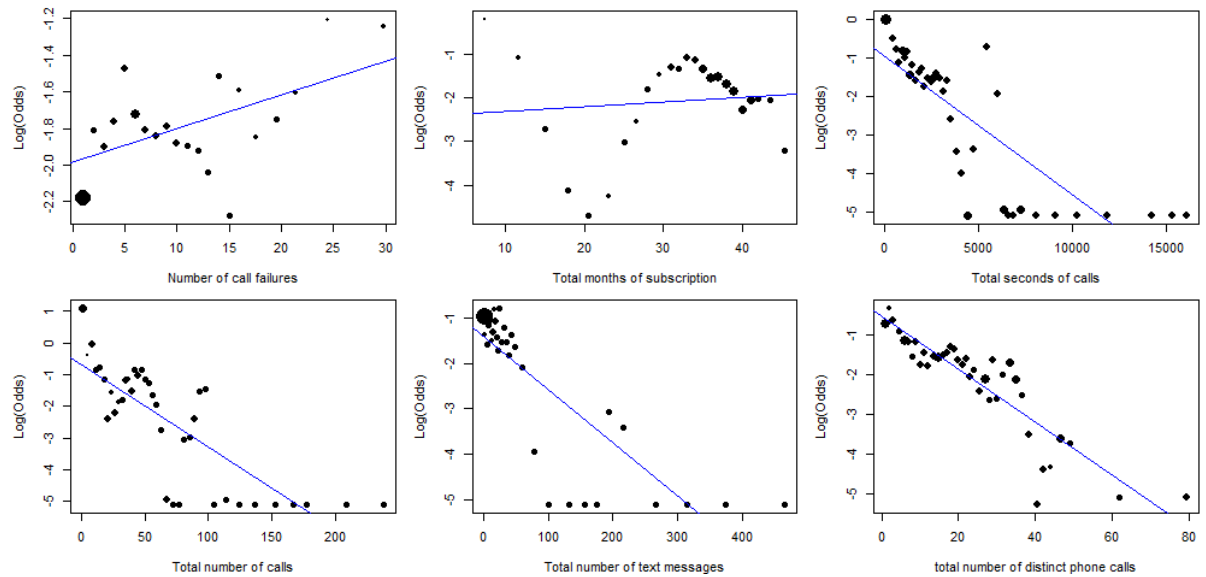 Log(Odds)
-2.2 -2.0 -1.8 -1.6 -1.4 -1.2
0 5 10 15 20 25 30
Number of call failures
Log(Odds)
-4 -3 -2 -1
10 20 30 40
Total months of subscription
Log(Odds)
-5 -4 -3 -2 -1 0
0 5000 10000 15000
Total seconds of calls
Log(Odds)
-5 -4 -3 -2 -1 0 1
0 50 100 150 200
Total number of calls
Log(Odds)
-5 -4 -3 -2 -1
0 100 200 300 400
Total number of text messages
Log(Odds)
-5 -4 -3 -2 -1
0 20 40 60 80
total number of distinct phone calls